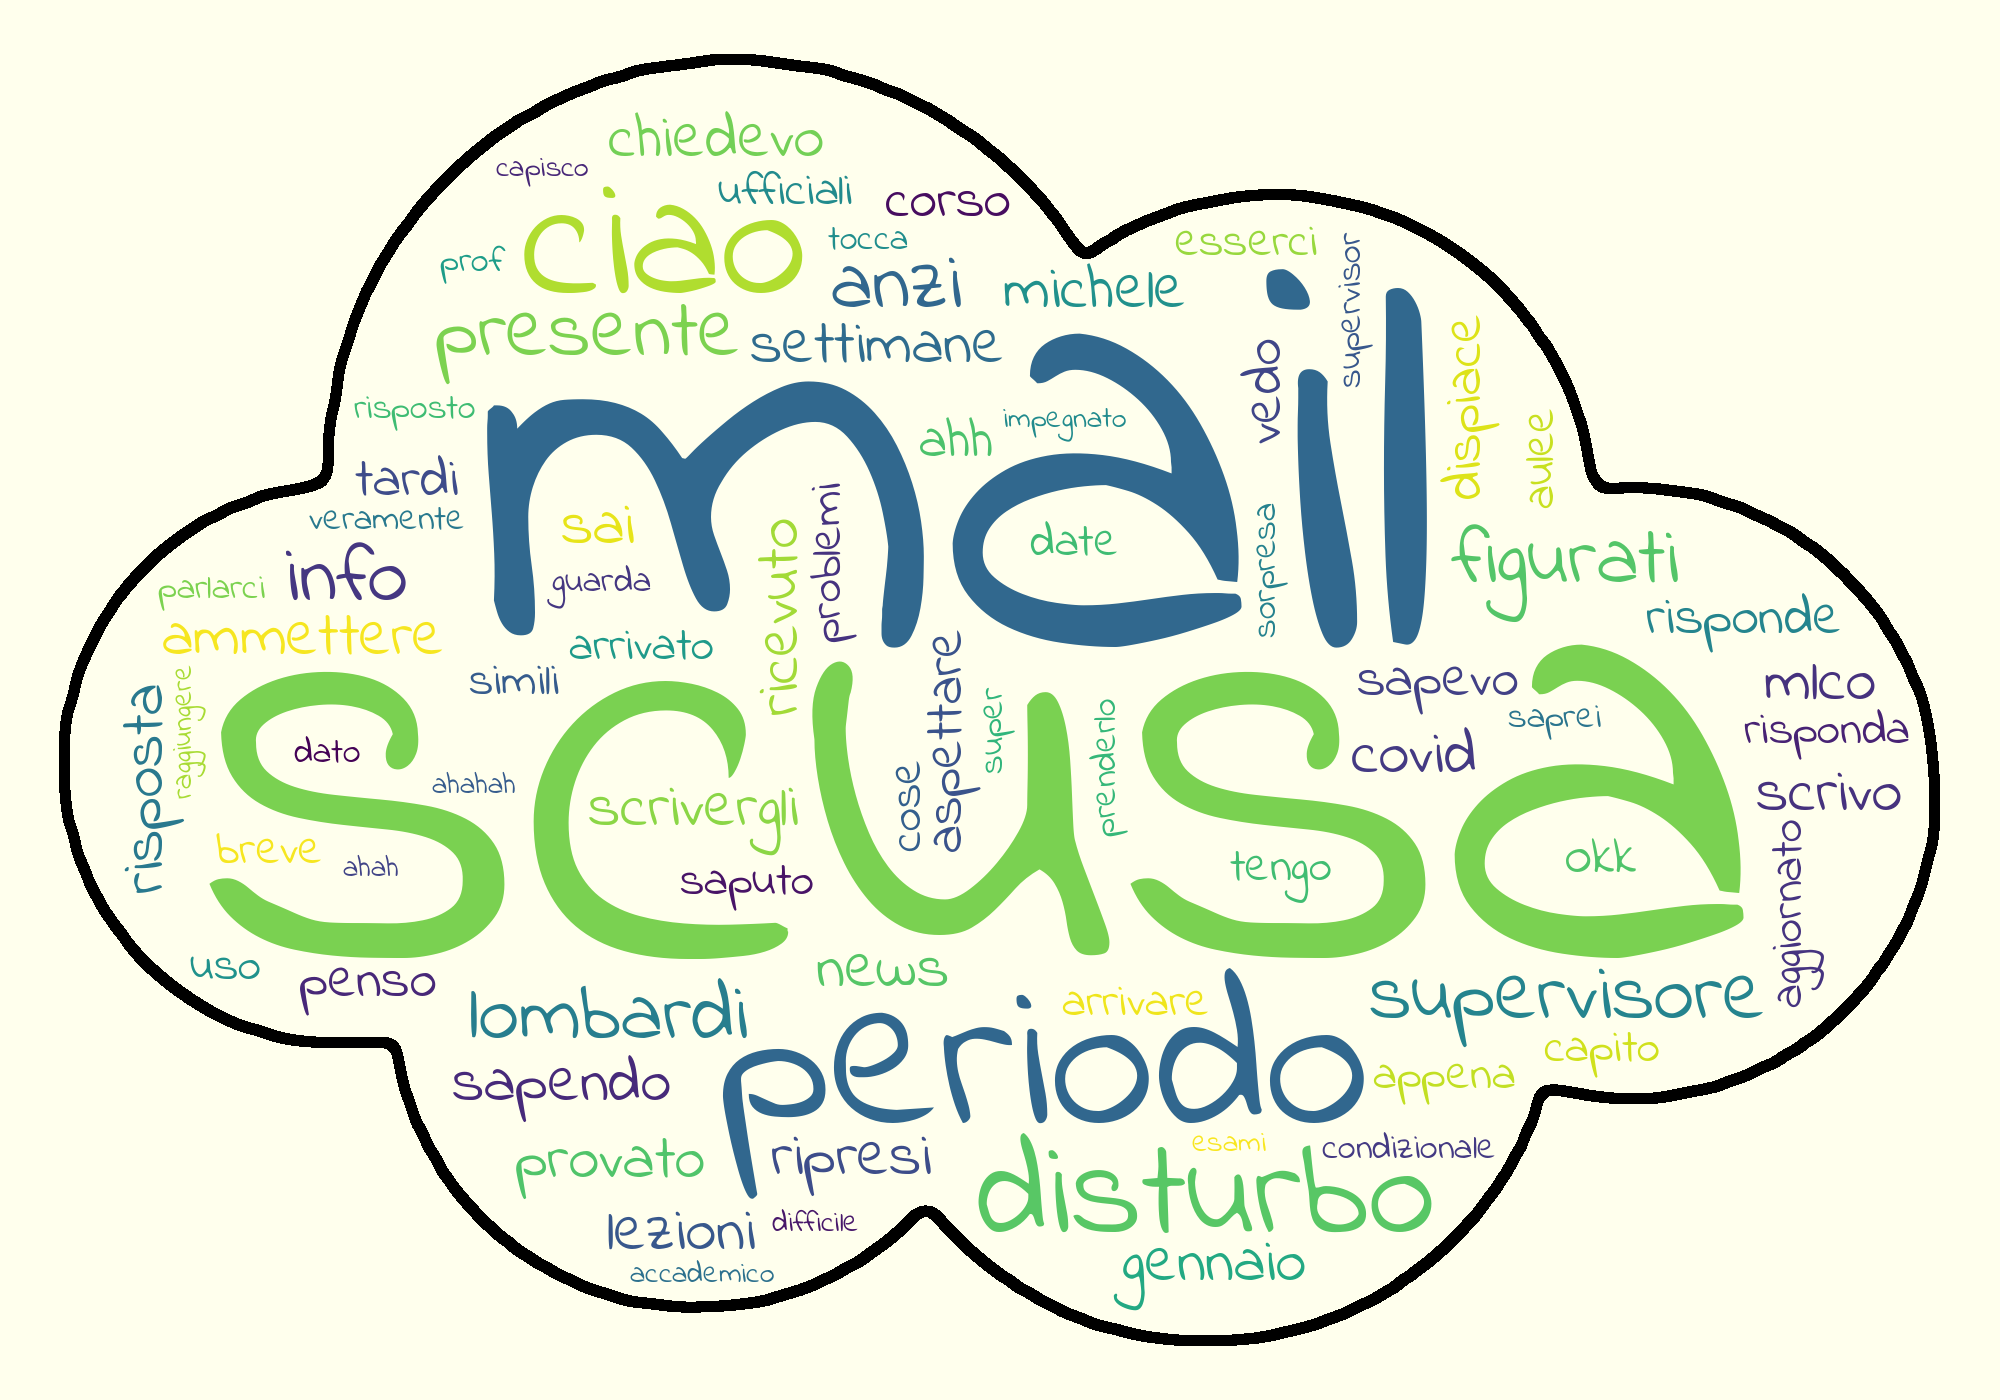 chiedevo
capisco
ufficiali
corso
ciao
tocca
prof
esserci
supervisor
anzi
michele
presente
settimane
mail
vedo
dispiace
risposto
ahh
impegnato
aulee
tardi
veramente
sai
ricevuto
problemi
date
sorpresa
figurati
info
parlarci
guarda
risponde
ammettere
arrivato
aspettare
simili
scusa
sapevo
mlco
risposta
raggiungere
super
prenderlo
saprei
risponda
dato
covid
ahahah
cose
scrivergli
scrivo
breve
ahah
saputo
tengo
okk
aggiornato
uso
penso
news
lombardi
arrivare
supervisore
periodo
capito
sapendo
appena
provato
ripresi
esami
condizionale
disturbo
lezioni
difficile
accademico
gennaio